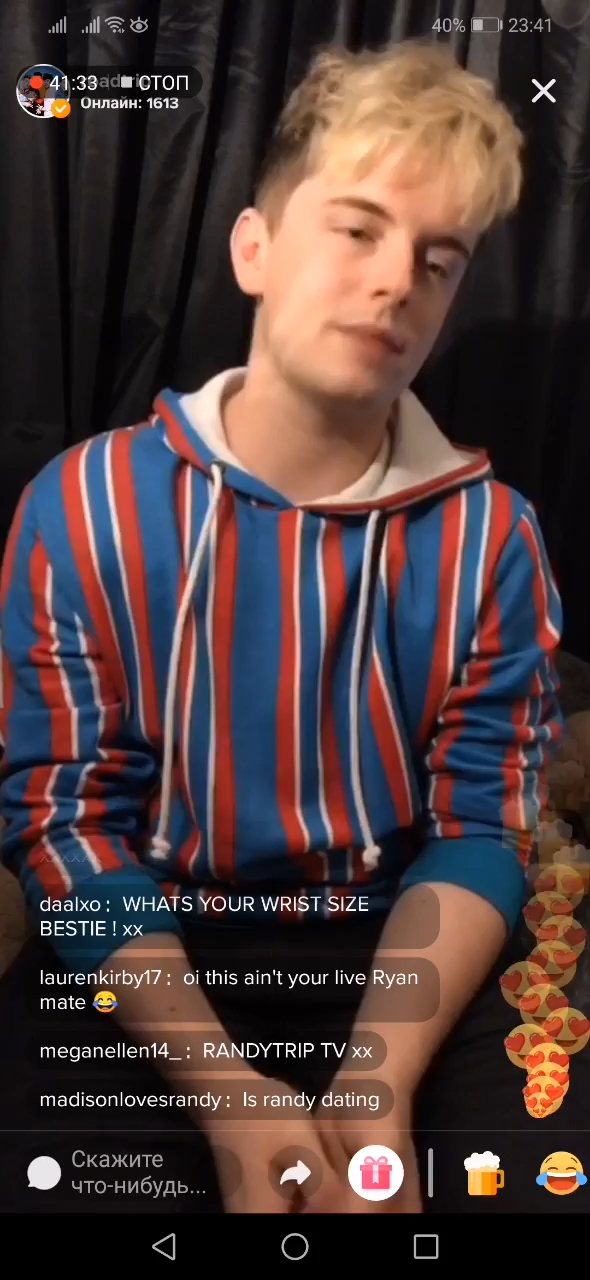 40% 23:41
41:33 СТОП
Онлайн: 1613
daalxo : WHATS YOUR WRIST SIZE
BESTIE ! xx
laurenkirby17 : oi this ain't your live Ryan
mate 😂
meganellen14_ : RANDYTRIP TV xx
madisonlovesrandy : Is randy dating
Скажите
что-нибудь...